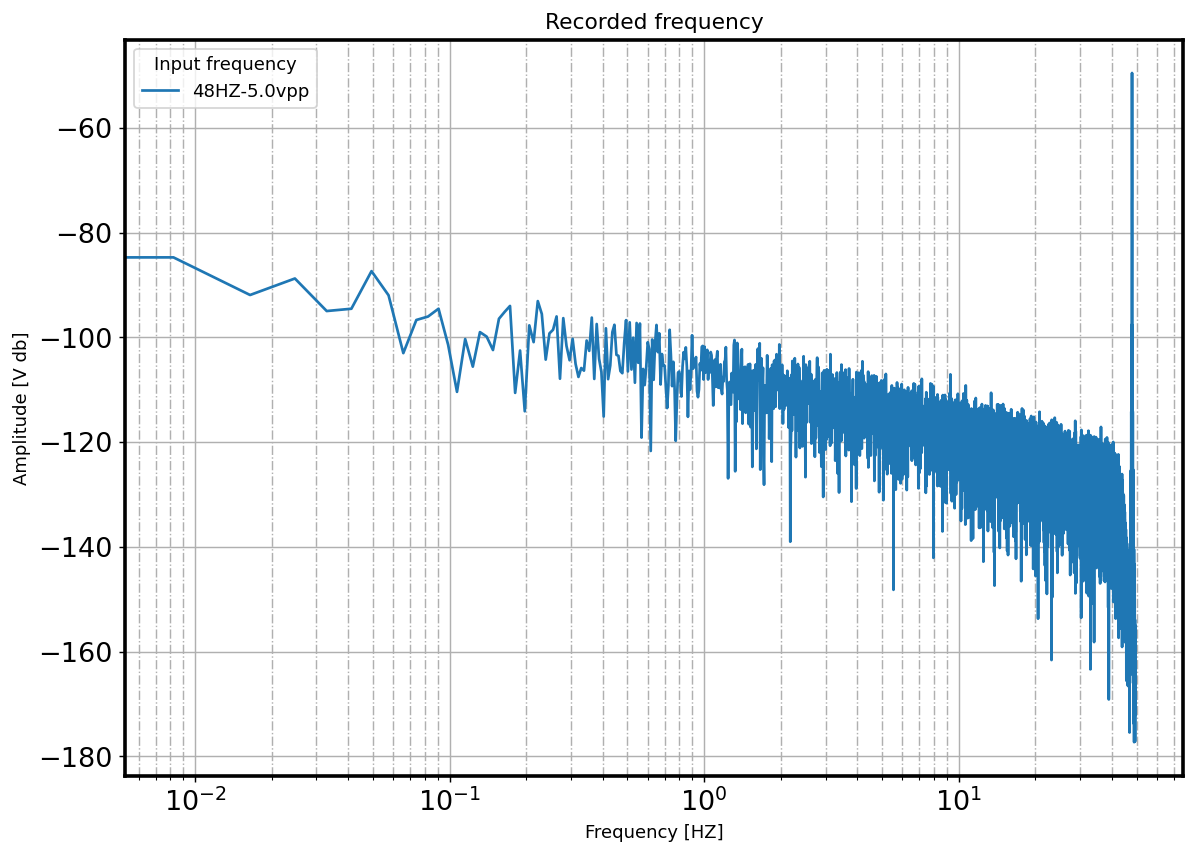 Recorded frequency
Input frequency
48HZ-5.0vpp
−60
−80
−100
−120
−140
−160
−180
Amplitude [V db]
10⁻² 10⁻¹ 10⁰ 10¹
Frequency [HZ]